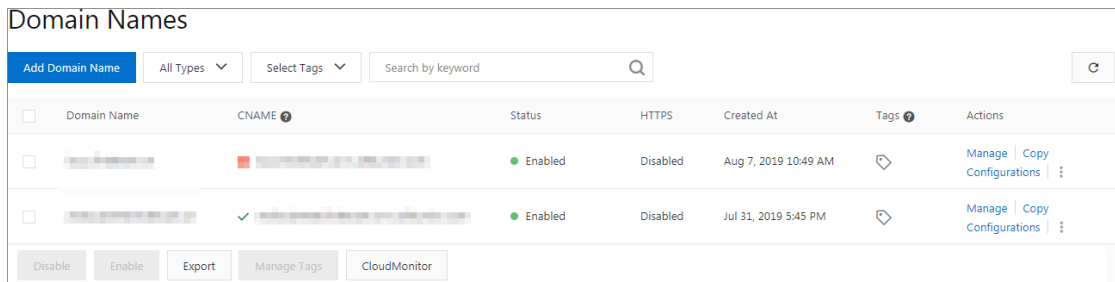 Domain Names
Add Domain Name All Types Select Tags Search by keyword
Domain Name CNAME Status HTTPS Created At Tags Actions
Enabled Disabled Aug 7, 2019 10:49 AM Manage Copy
Configurations
Enabled Disabled Jul 31, 2019 5:45 PM Manage Copy
Configurations
Disable Enable Export Manage Tags CloudMonitor